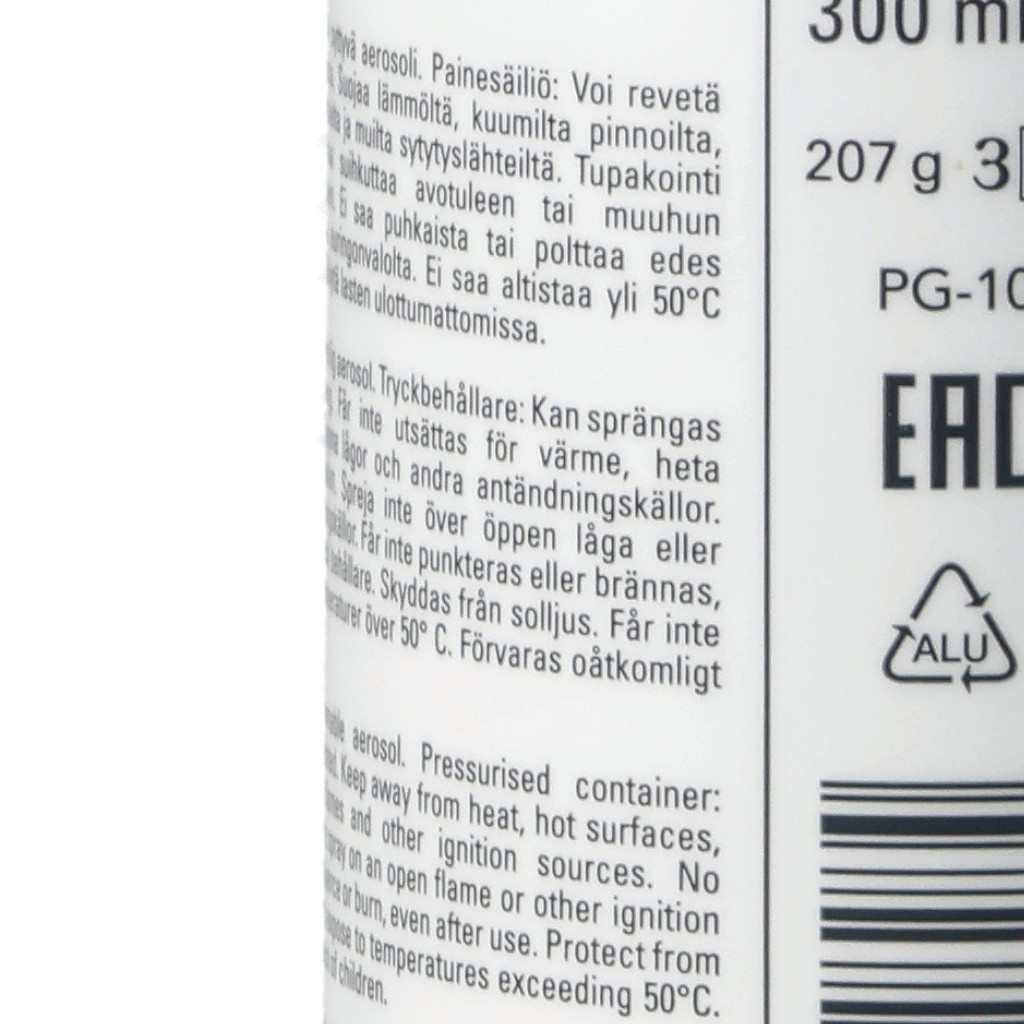 aerosoli. Painesäiliö: Voi revetä
Suojaa lämmöltä, kuumilta pinnoilta,
ja muilta sytytyslähteiltä. Tupakointi
suihkuttaa avotuleen tai muuhun
Ei saa puhkaista tai polttaa edes
auringonvalolta. Ei saa altistaa yli 50°C
lasten ulottumattomissa.
aerosol. Tryckbehållare: Kan sprängas
Får inte utsättas för värme, heta
lågor och andra antändningskällor.
Spreja inte över öppen låga eller
Får inte punkteras eller brännas,
behållare. Skyddas från solljus. Får inte
över 50° C. Förvaras oåtkomligt
aerosol. Pressurised container:
Keep away from heat, hot surfaces,
and other ignition sources. No
spray on an open flame or other ignition
or burn, even after use. Protect from
to temperatures exceeding 50°C.
of children.
300 ml
207 g 3
PG-10
EAC
ALU